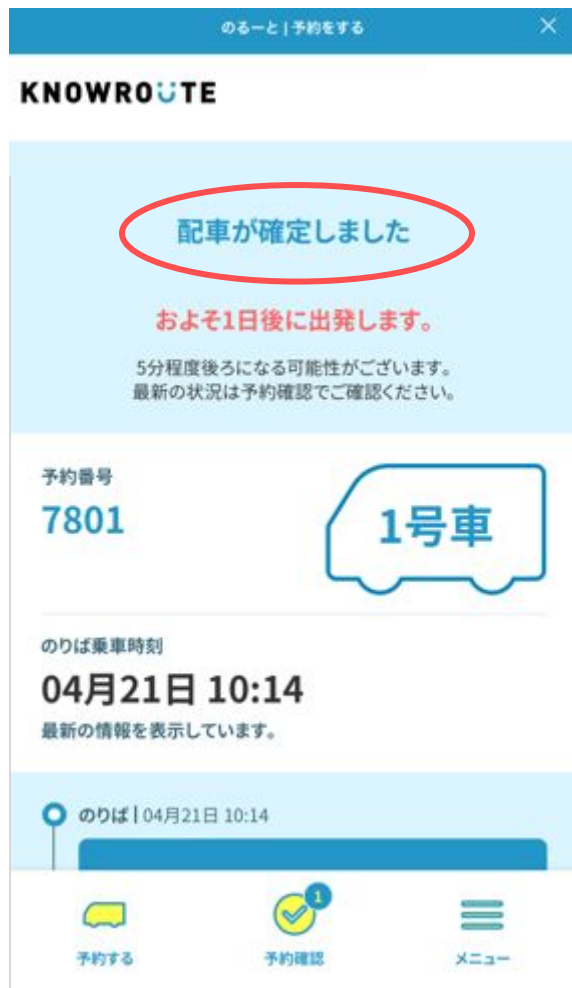 のるーと | 予約をする
KNOWROUTE
配車が確定しました
およそ1日後に出発します。
5分程度後ろになる可能性がございます。
最新の状況は予約確認でご確認ください。
予約番号
7801
1号車
のりば乗車時刻
04月21日 10:14
最新の情報を表示しています。
のりば | 04月21日 10:14
1
予約する
予約確認
メニュー